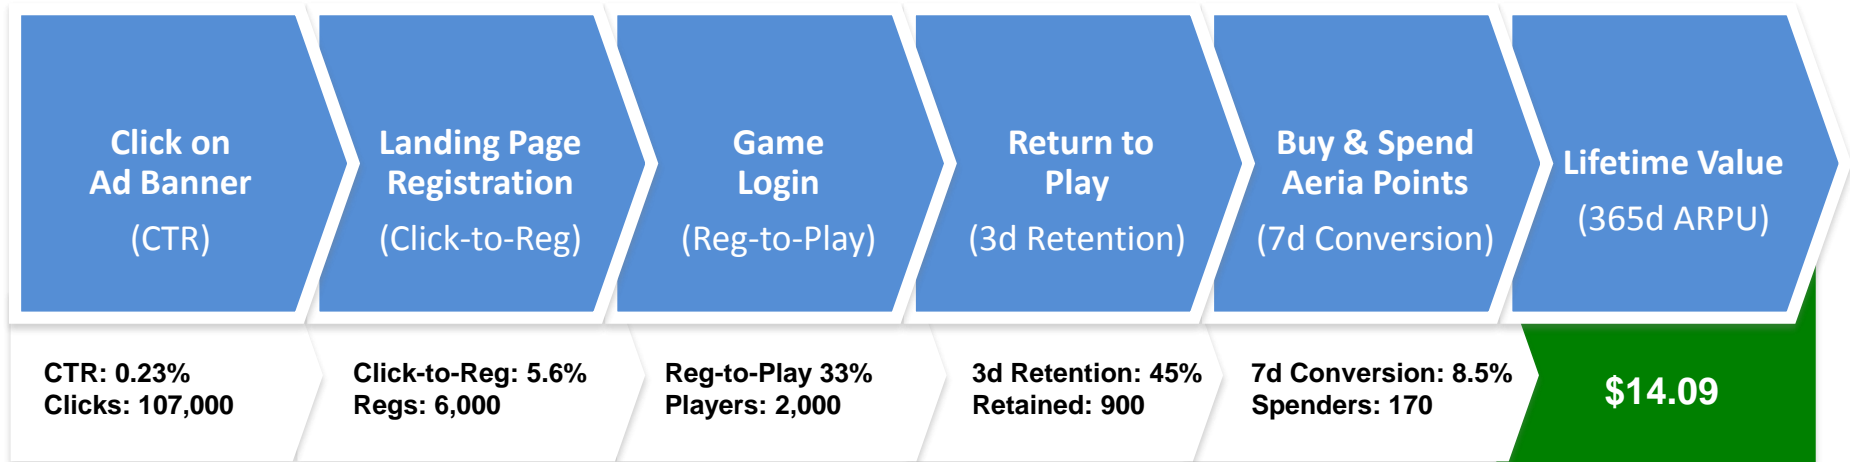 Click on
Ad Banner
(CTR)
Landing Page
Registration
(Click-to-Reg)
Game
Login
(Reg-to-Play)
Return to
Play
(3d Retention)
Buy & Spend
Aeria Points
(7d Conversion)
Lifetime Value
(365d ARPU)
CTR: 0.23%
Clicks: 107,000
Click-to-Reg: 5.6%
Regs: 6,000
Reg-to-Play 33%
Players: 2,000
3d Retention: 45%
Retained: 900
7d Conversion: 8.5%
Spenders: 170
$14.09